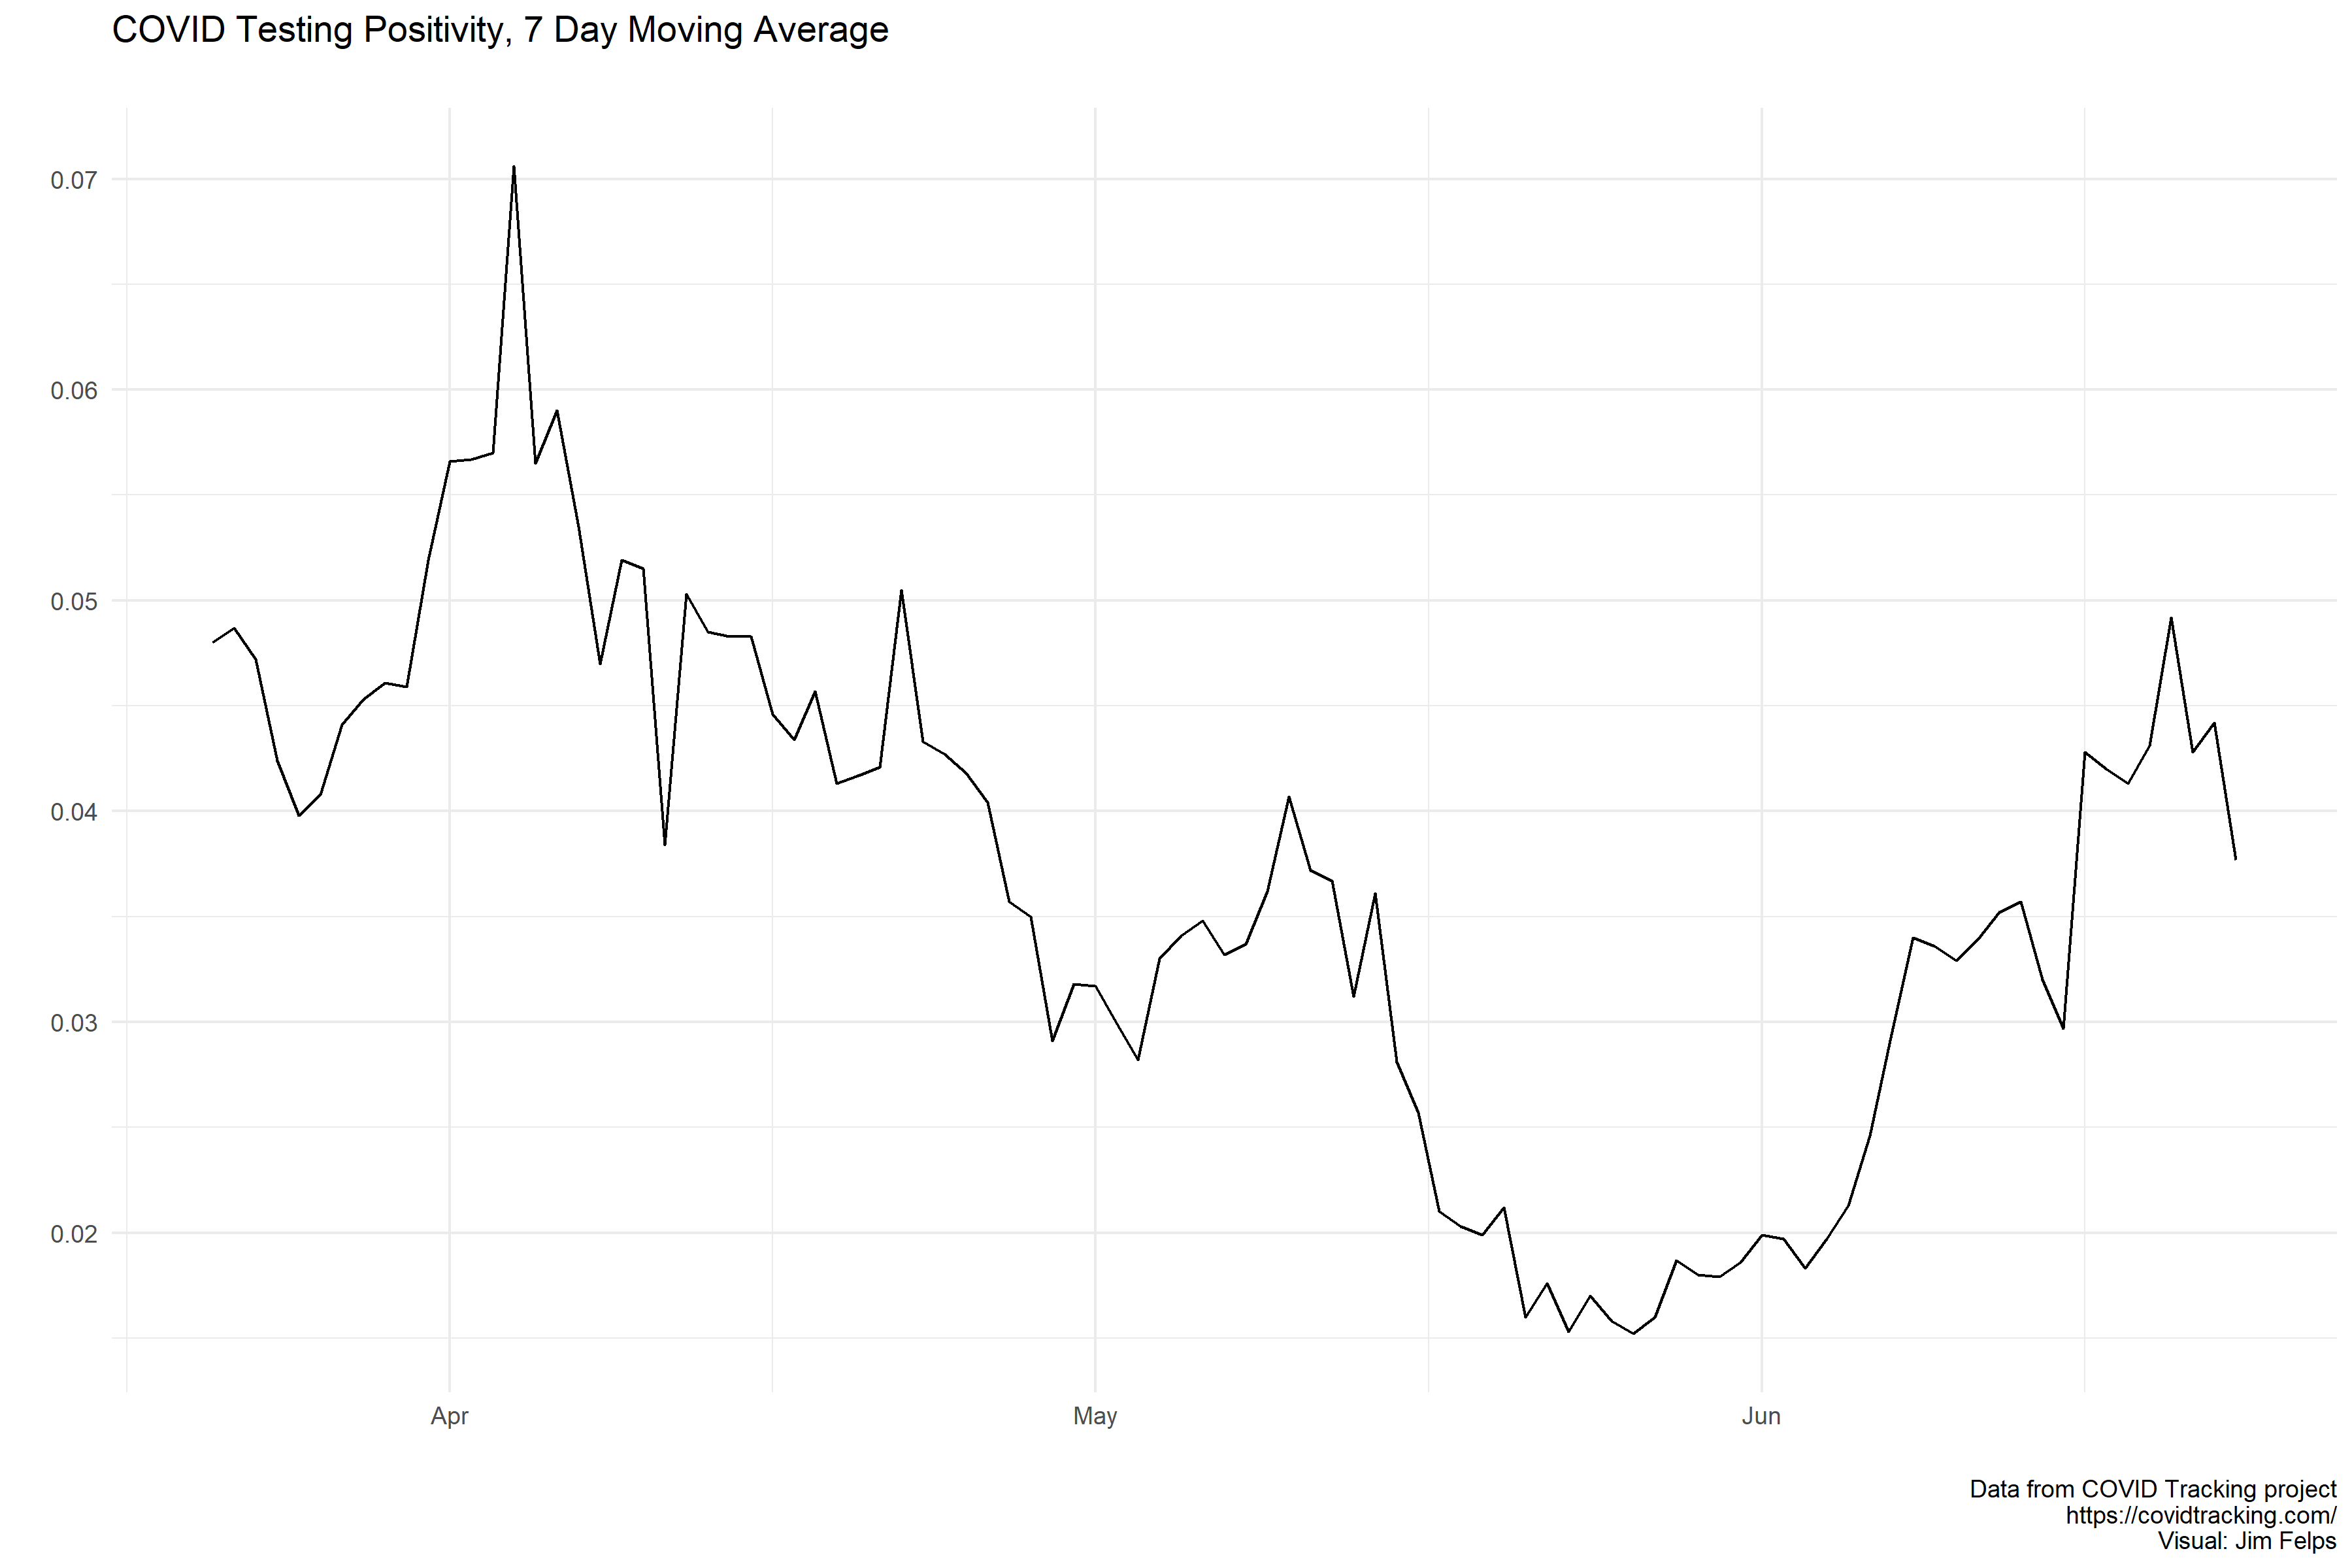 COVID Testing Positivity, 7 Day Moving Average
0.07
0.06
0.05
0.04
0.03
0.02
Apr
May
Jun
Data from COVID Tracking project
https://covidtracking.com/
Visual: Jim Felps